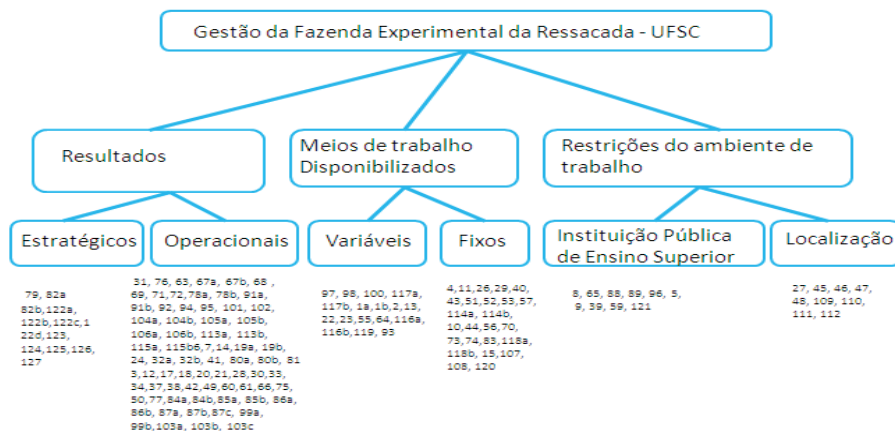 Gestão da Fazenda Experimental da Ressacada - UFSC
Resultados
Meios de trabalho
Disponibilizados
Restrições do ambiente de
trabalho
Estratégicos
Operacionais
Variáveis
Fixos
Instituição Pública
de Ensino Superior
Localização
79, 82a
82b,122a,
122b,122c,1
22d,123,
124,125,126,
127
31, 76, 63, 67a, 67b, 68 ,
69, 71,72,78a, 78b, 91a,
91b, 92, 94, 95, 101, 102,
104a, 104b, 105a, 105b,
106a, 106b, 113a, 113b,
115a, 115b6,7,14,19a, 19b,
24, 32a, 32b, 41, 80a, 80b, 81
3,12,17,18,20,21,28,30,33,
34,37,38,42,49,60,61,66,75,
50,77,84a,84b,85a, 85b, 86a,
86b, 87a, 87b,87c, 99a,
99b,103a, 103b, 103c
97, 98, 100, 117a,
117b, 1a,1b,2,13,
22,23,55,64,116a,
116b,119, 93
4,11,26,29,40,
43,51,52,53,57,
114a, 114b,
10,44,56,70,
73,74,83,118a,
118b, 15,107,
108, 120
8, 65, 88, 89, 96, 5,
9, 39, 59, 121
27, 45, 46, 47,
48, 109, 110,
111, 112